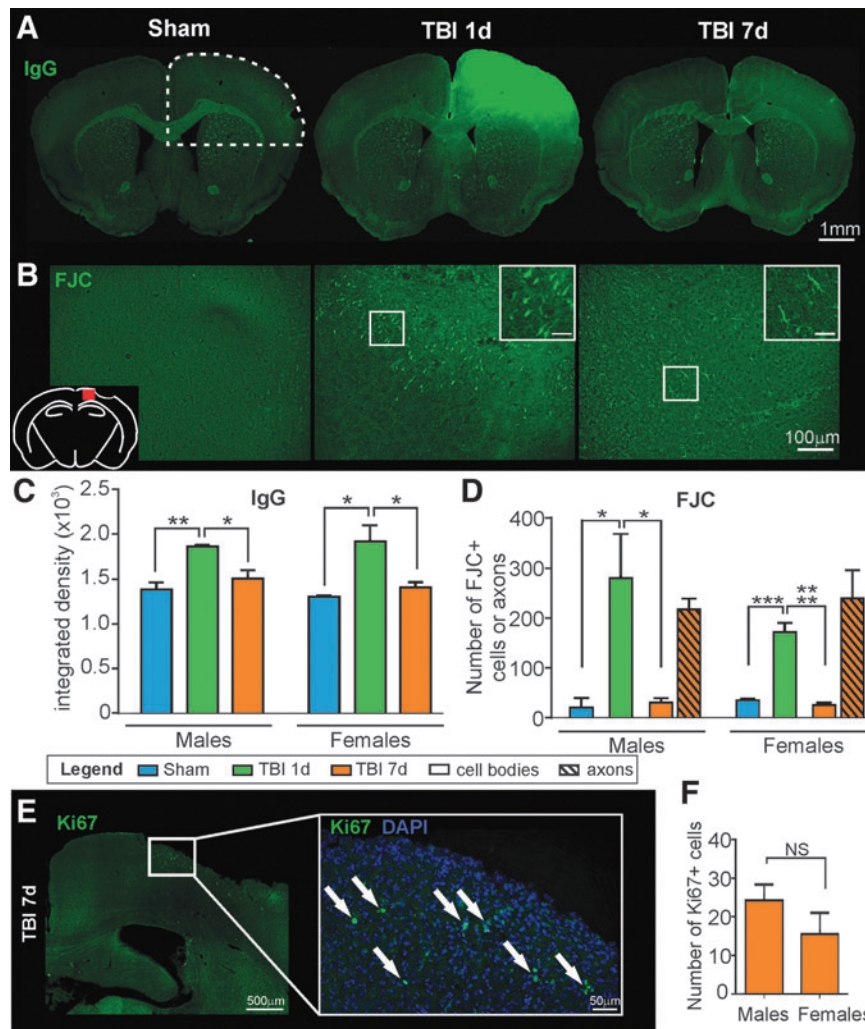 A
Sham
TBI 1d
TBI 7d
IgG
1mm
B
FJC
100μm
C
IgG
integrated density (x10³)
2.5
2.0
1.5
1.0
0.5
0
**
*
*
*
Males
Females
D
FJC
Number of FJC+
cells or axons
400
300
200
100
0
*
*
***
**
**
Males
Females
Legend
Sham
TBI 1d
TBI 7d
cell bodies
axons
E
Ki67
TBI 7d
500μm
Ki67 DAPI
50μm
F
Number of Ki67+ cells
40
30
20
10
0
NS
Males
Females